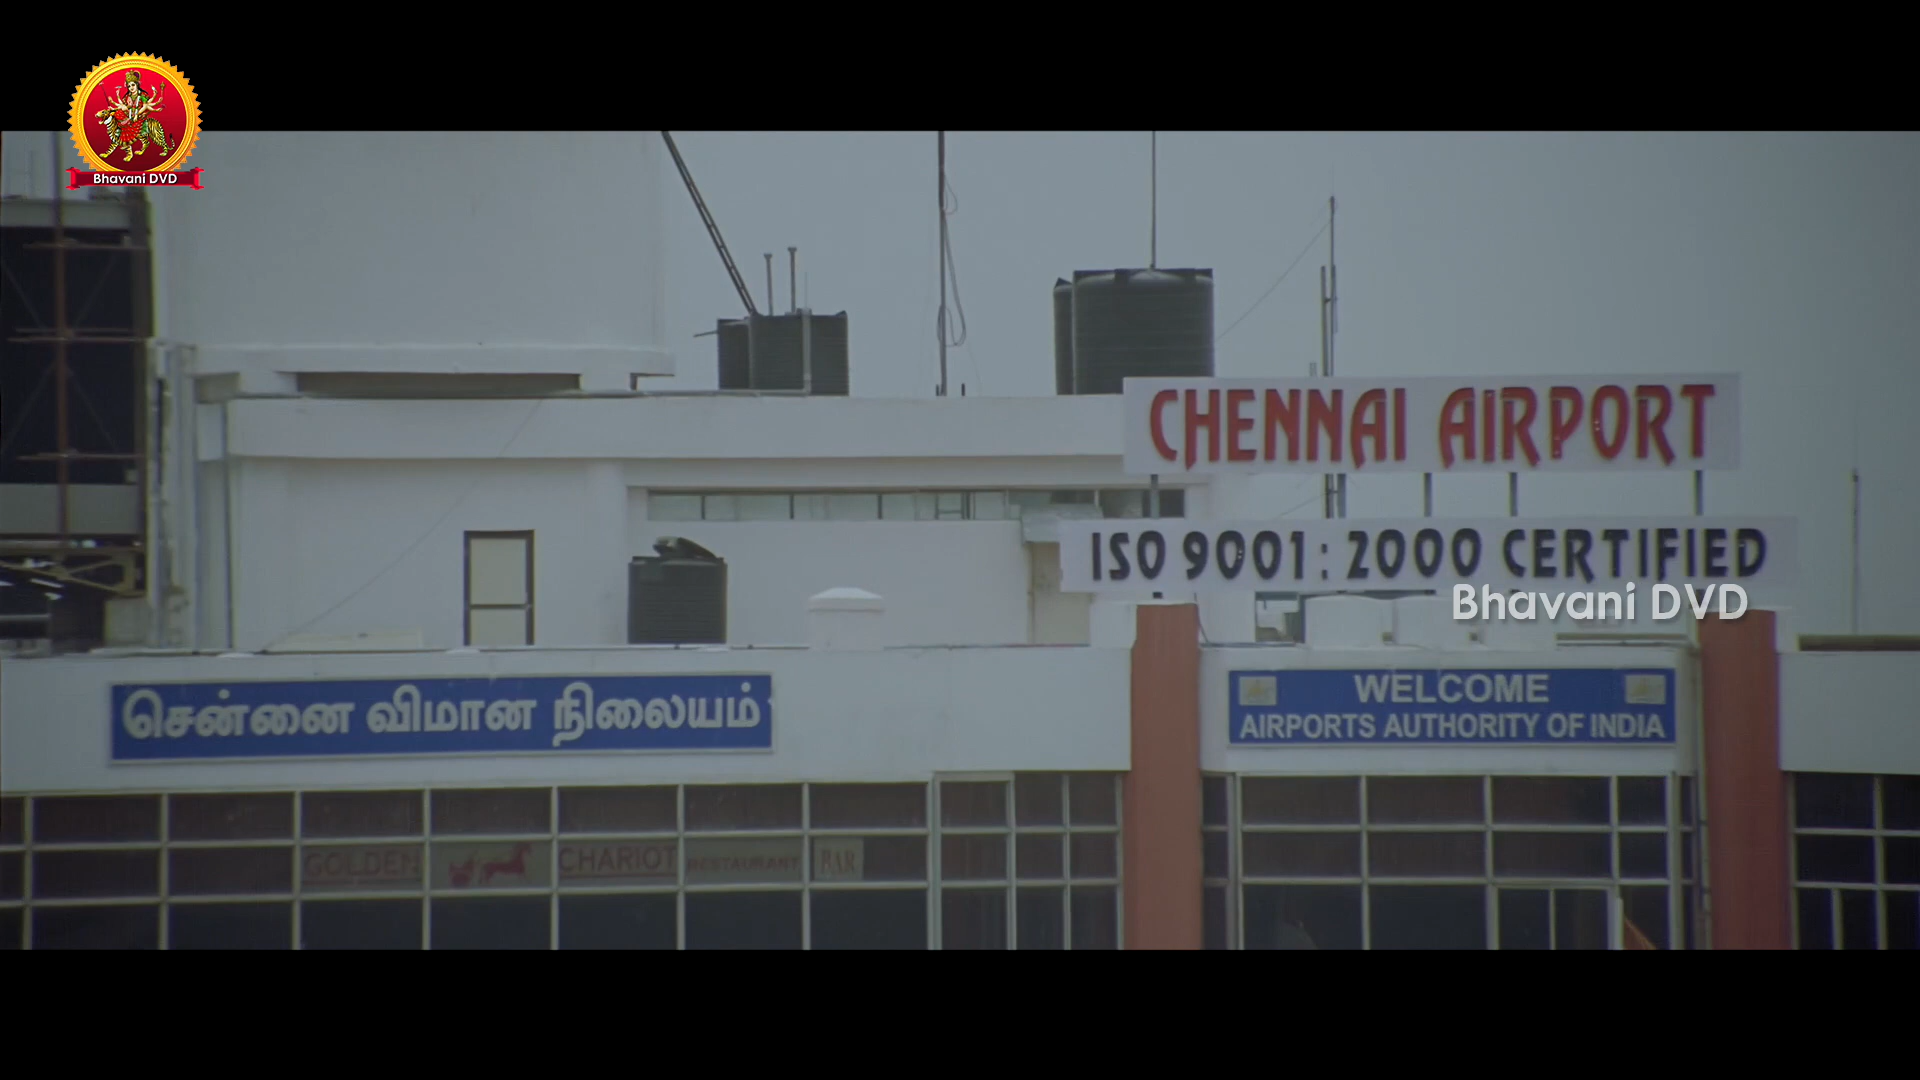 Bhavani DVD
CHENNAI AIRPORT
ISO 9001 : 2000 CERTIFIED
Bhavani DVD
சென்னை விமான நிலையம்
WELCOME
AIRPORTS AUTHORITY OF INDIA
GOLDEN CHARIOT RESTAURANT BAR